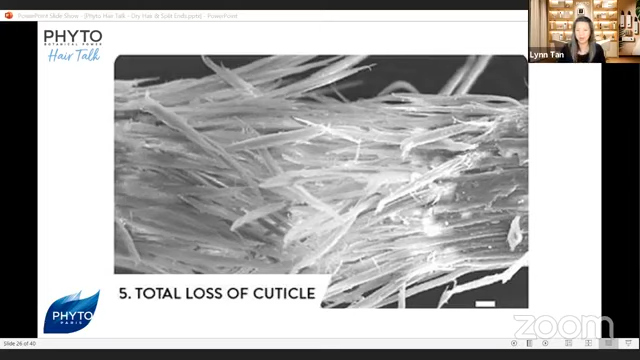 PowerPoint Slide Show - [Phyto Hair Talk - Dry Hair & Split Ends.pptx] - PowerPoint
Lynn Tan
PHYTO
BOTANICAL POWER
Hair Talk
5. TOTAL LOSS OF CUTICLE
PHYTO
PARIS
Slide 26 of 40
zoom